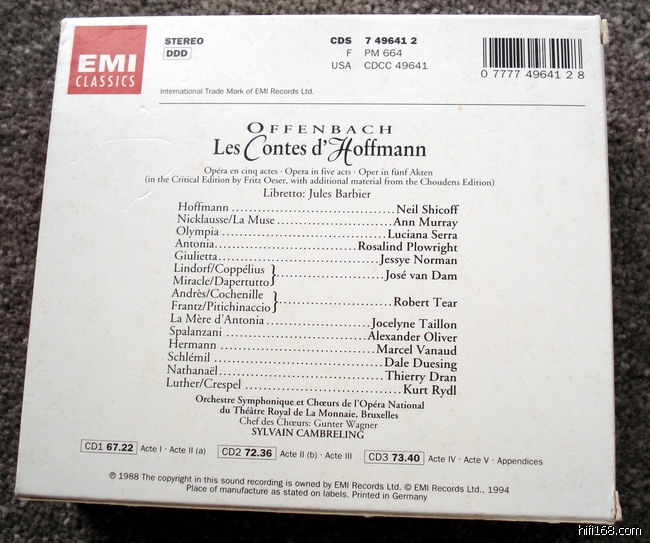 EMI
CLASSICS
STEREO
DDD
CDS 7 49641 2
F PM 664
USA CDCC 49641
0 7777 49641 2 8
International Trade Mark of EMI Records Ltd.
OFFENBACH
Les Contes d'Hoffmann
Opéra en cinq actes · Opera in five acts · Oper in fünf Akten
(in the Critical Edition by Fritz Oeser, with additional material from the Choudens Edition)
Libretto: Jules Barbier
Hoffmann ........ Neil Shicoff
Nicklausse/La Muse ........ Ann Murray
Olympia ........ Luciana Serra
Antonia ........ Rosalind Plowright
Giulietta ........ Jessye Norman
Lindorf/Coppélius
Miracle/Dapertutto } ........ José van Dam
Andrès/Cochenille
Frantz/Pitichinaccio } ........ Robert Tear
La Mère d'Antonia ........ Jocelyne Taillon
Spalanzani ........ Alexander Oliver
Hermann ........ Marcel Vanaud
Schlémil ........ Dale Duesing
Nathanaël ........ Thierry Dran
Luther/Crespel ........ Kurt Rydl
Orchestre Symphonique et Chœurs de l'Opéra National
du Théâtre Royal de La Monnaie, Bruxelles
Chef des Chœurs: Gunter Wagner
SYLVAIN CAMBRELING
CD1 67.22 Acte I · Acte II (a) CD2 72.36 Acte II (b) · Acte III CD3 73.40 Acte IV · Acte V · Appendices
℗ 1988 The copyright in this sound recording is owned by EMI Records Ltd. © EMI Records Ltd., 1994
Place of manufacture as stated on labels. Printed in Germany
hifi168.com